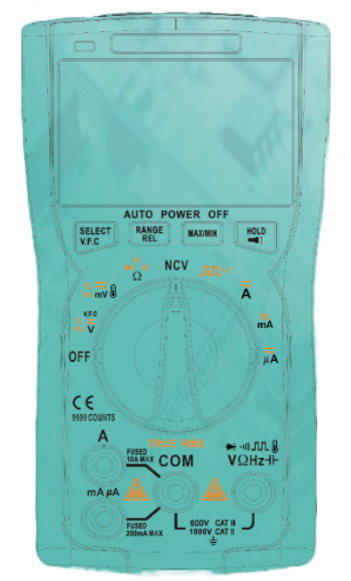 AUTO POWER OFF
SELECT
V.F.C
RANGE
REL
MAX/MIN
HOLD
NCV
Ω
mV
A
V.F.C
V
mA
OFF
μA
CE
9999 COUNTS
TRUE RMS
A
FUSED
10A MAX
COM
VΩHz
mA μA
FUSED
200mA MAX
600V CAT III
1000V CAT II